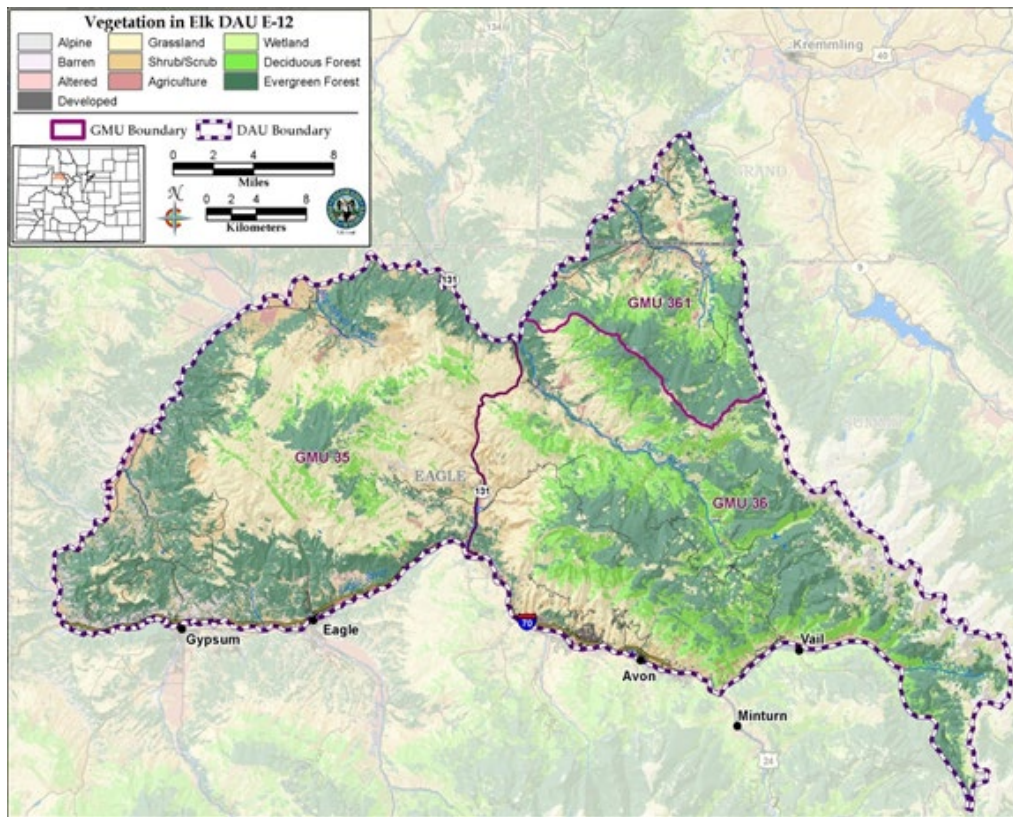 Vegetation in Elk DAU E-12
Alpine
Grassland
Wetland
Barren
Shrub/Scrub
Deciduous Forest
Altered
Agriculture
Evergreen Forest
Developed
GMU Boundary
DAU Boundary
0 2 4 8
Miles
N
0 2 4 8
Kilometers
134
Kremmling
40
GRAND
9
131
GMU 361
GMU 35
EAGLE
131
GMU 36
SUMMIT
Gypsum
Eagle
70
Avon
Vail
Minturn
24